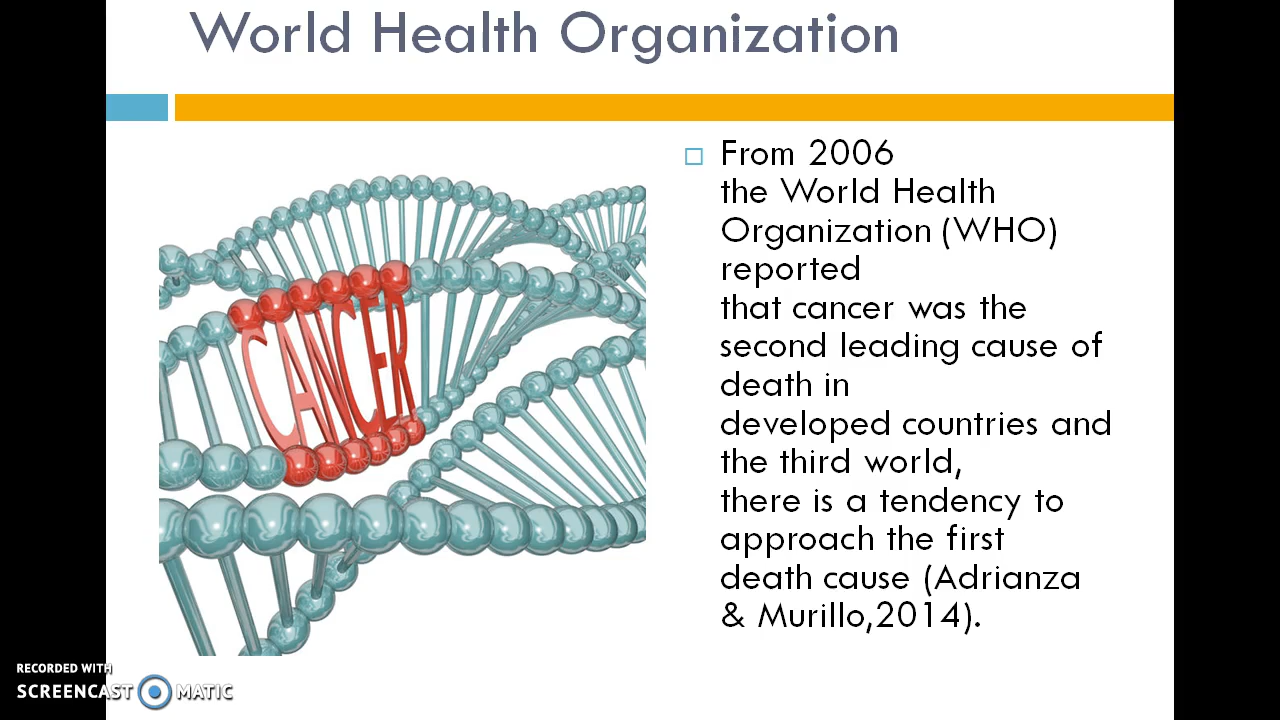 World Health Organization
CANCER
From 2006
the World Health
Organization (WHO)
reported
that cancer was the
second leading cause of
death in
developed countries and
the third world,
there is a tendency to
approach the first
death cause (Adrianza
& Murillo,2014).
RECORDED WITH
SCREENCAST MATIC